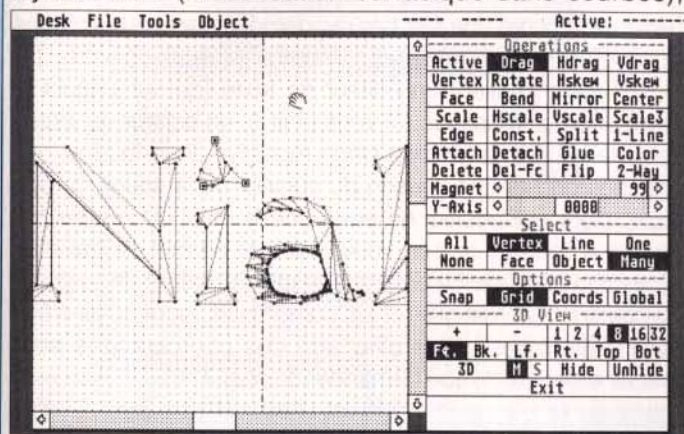 Desk File Tools Object ----- ----- Active: -------
Operations
Active Drag Hdrag Vdrag
Vertex Rotate Hskew Vskew
Face Bend Mirror Center
Scale Hscale Vscale Scale3
Edge Const. Split 1-Line
Attach Detach Glue Color
Delete Del-Fc Flip 2-Way
Magnet 99
Y-Axis 0000
Select
All Vertex Line One
None Face Object Many
Options
Snap Grid Coords Global
3D View
+ - 1 2 4 8 16 32
Ft. Bk. Lf. Rt. Top Bot
3D M S Hide Unhide
Exit
Nia